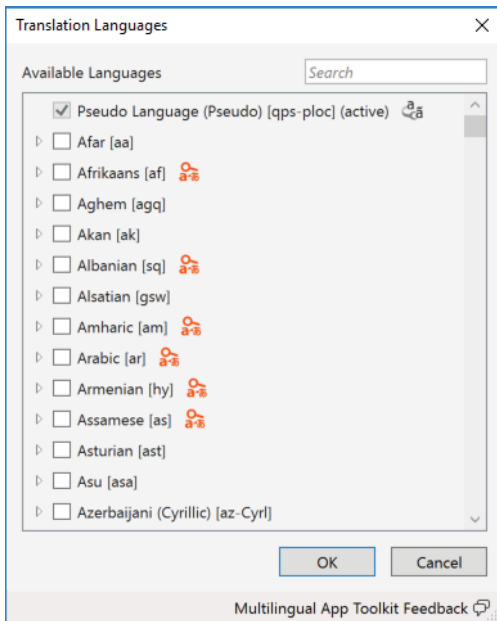 Translation Languages
Available Languages
Search
Pseudo Language (Pseudo) [qps-ploc] (active)
Afar [aa]
Afrikaans [af]
Aghem [agq]
Akan [ak]
Albanian [sq]
Alsatian [gsw]
Amharic [am]
Arabic [ar]
Armenian [hy]
Assamese [as]
Asturian [ast]
Asu [asa]
Azerbaijani (Cyrillic) [az-Cyrl]
OK
Cancel
Multilingual App Toolkit Feedback